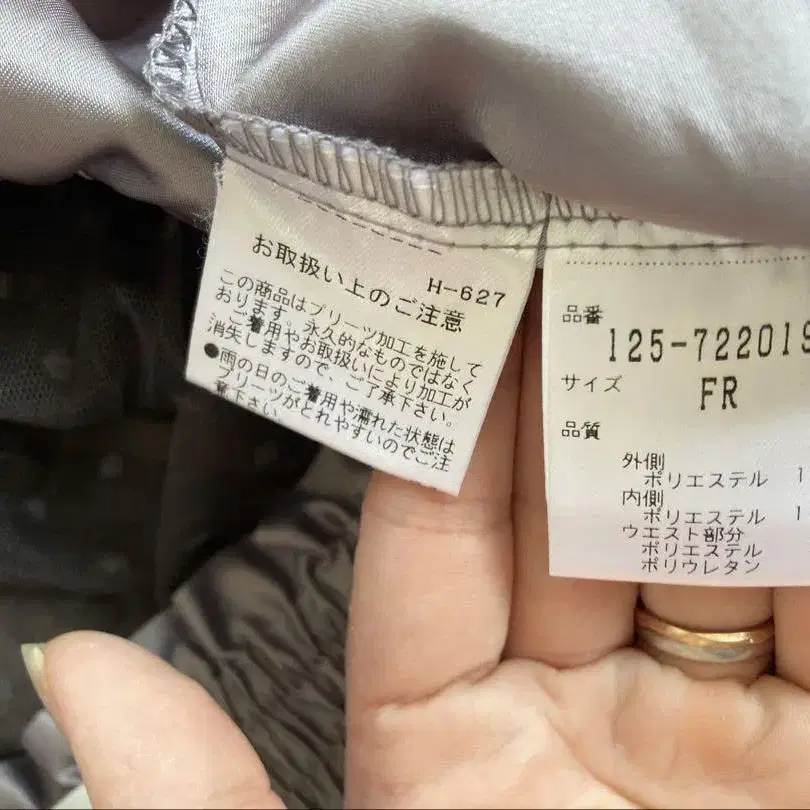 お取扱い上のご注意
H-627
この商品はプリーツ加工を施して
おります。永久的なものではなく
ご着用やお取扱いにより加工が
消失しますので、ご了承下さい。
●雨の日のご着用や濡れた状態は
プリーツがとれやすいのでご注
意下さい。
品番
125-722019
サイズ
FR
品質
外側
ポリエステル 1
内側
ポリエステル 1
ウエスト部分
ポリエステル
ポリウレタン